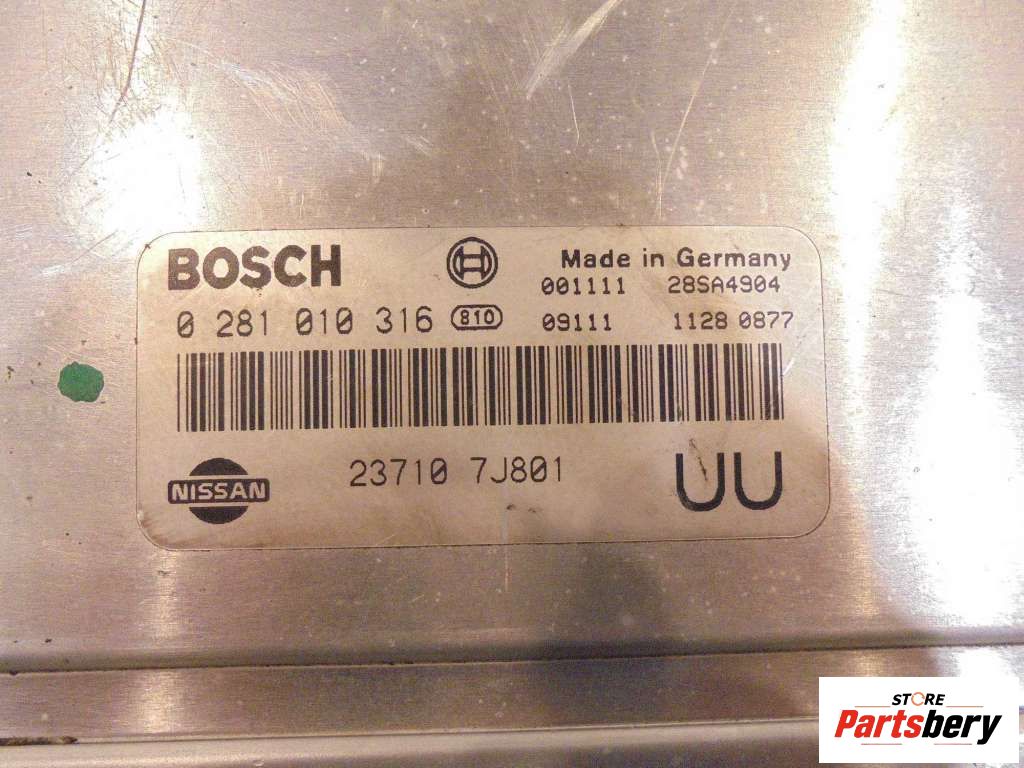 BOSCH
Made in Germany
001111 28SA4904
0 281 010 316 810 09111 1128 0877
NISSAN
23710 7J801
UU
STORE
Partsbery